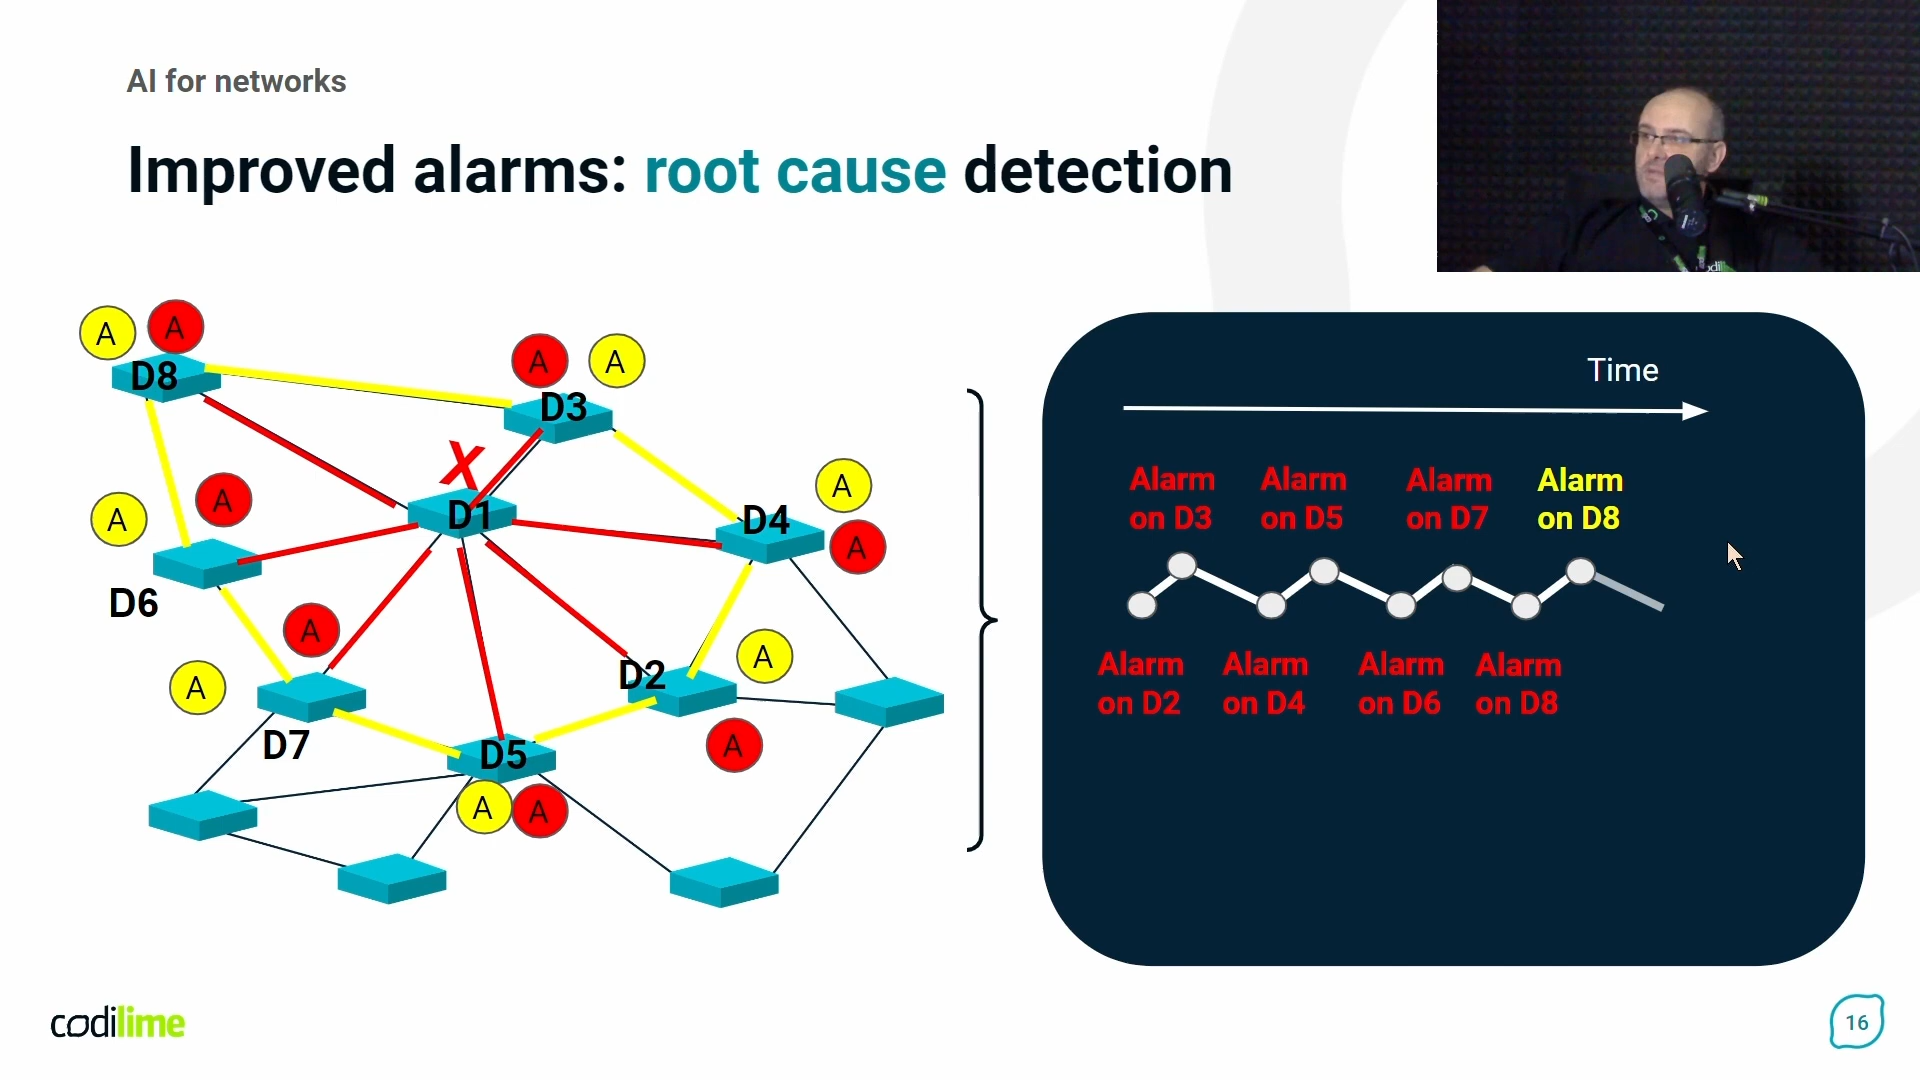 AI for networks
Improved alarms: root cause detection
A
A
D8
A
A
D3
X
D1
A
D4
A
A
A
D6
A
A
D7
D2
A
A
D5
A
A
Time
Alarm
on D3
Alarm
on D5
Alarm
on D7
Alarm
on D8
Alarm
on D2
Alarm
on D4
Alarm
on D6
Alarm
on D8
codilime
16